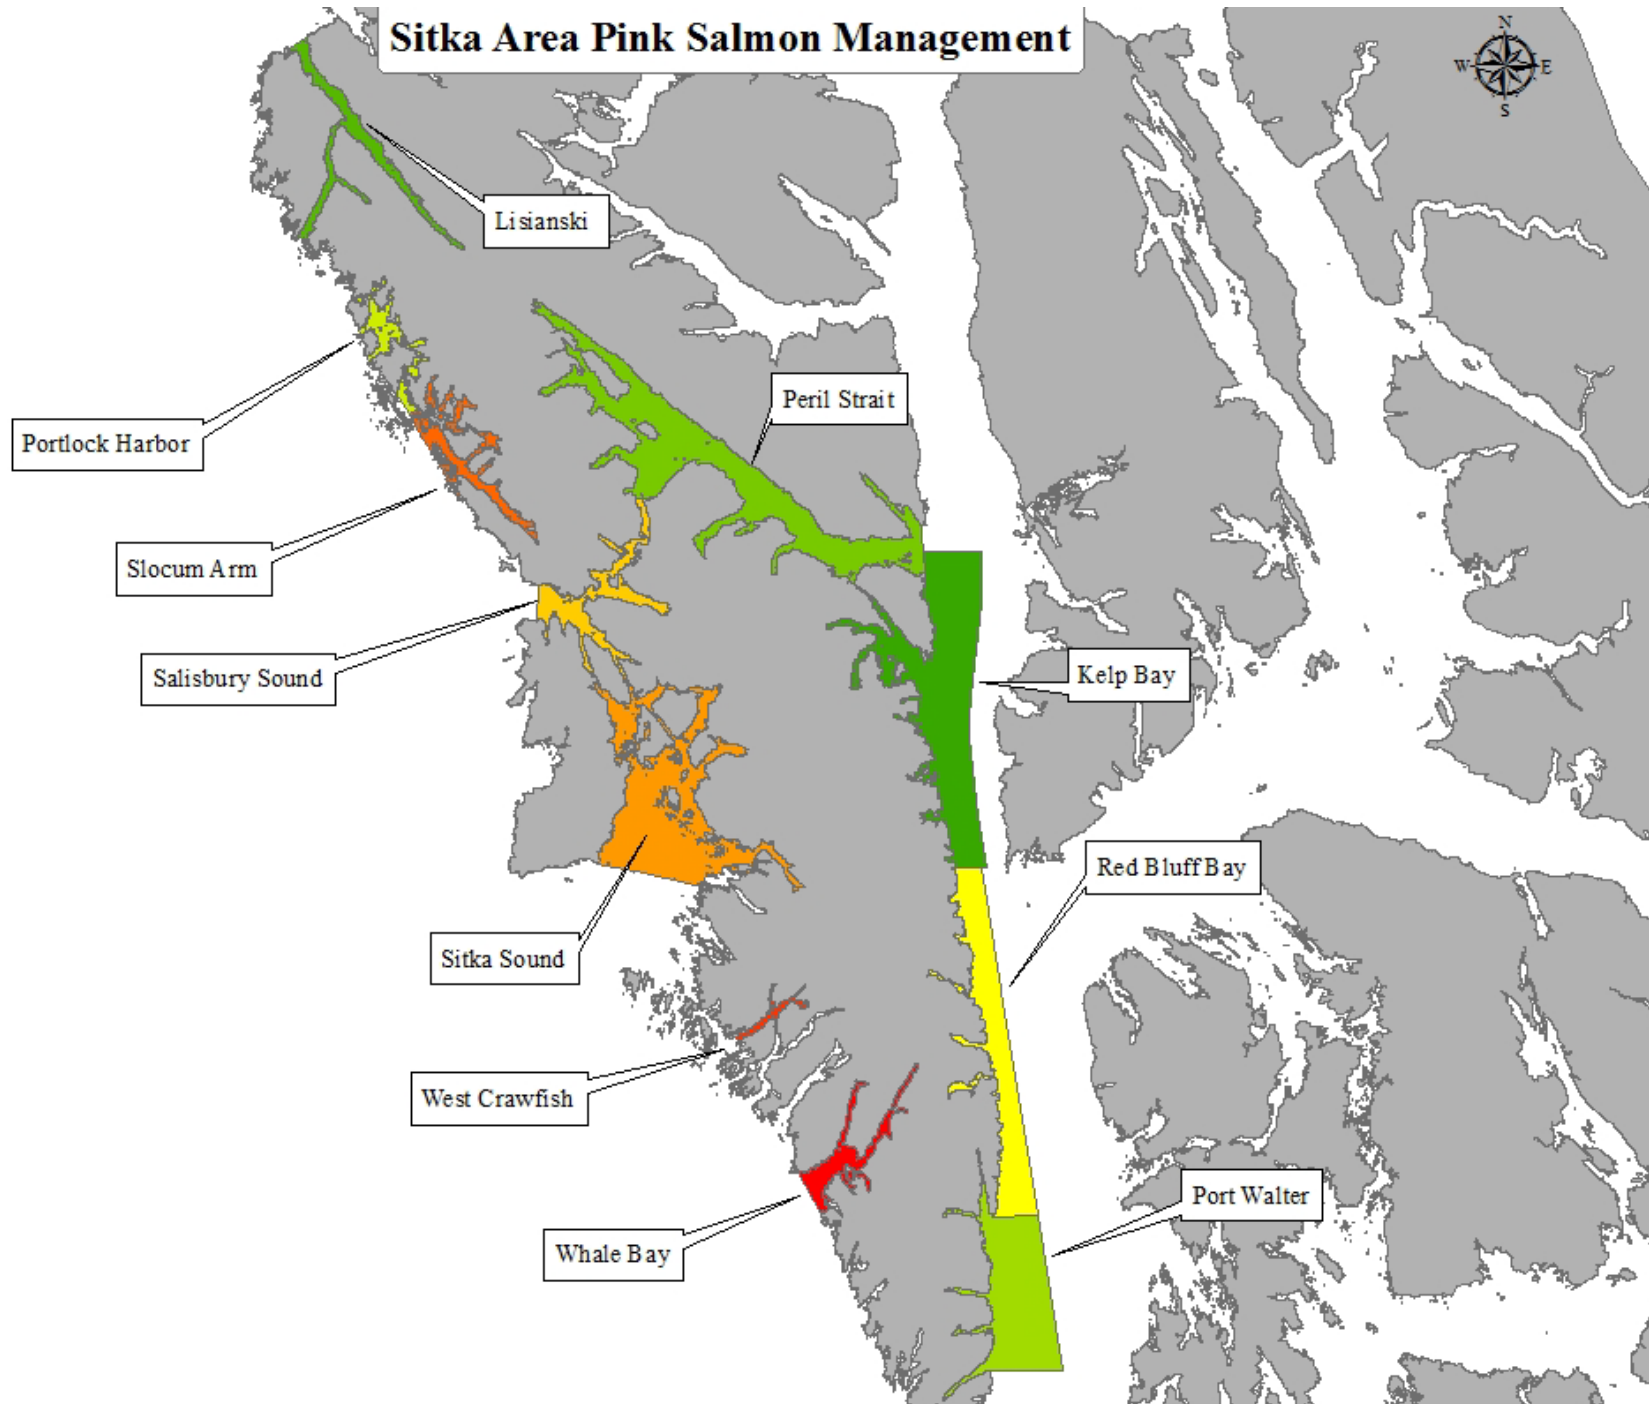 Sitka Area Pink Salmon Management
N
W E
S
Lisianski
Peril Strait
Portlock Harbor
Slocum Arm
Salisbury Sound
Kelp Bay
Red Bluff Bay
Sitka Sound
West Crawfish
Port Walter
Whale Bay